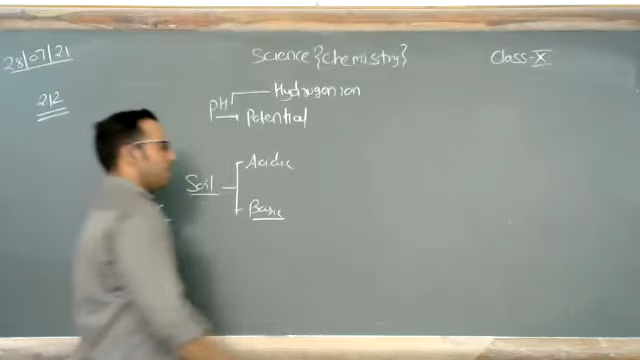 28/07/21
Science {Chemistry}
Class-X
212
pH
Hydrogen ion
Potential
Soil
Acidic
Basic